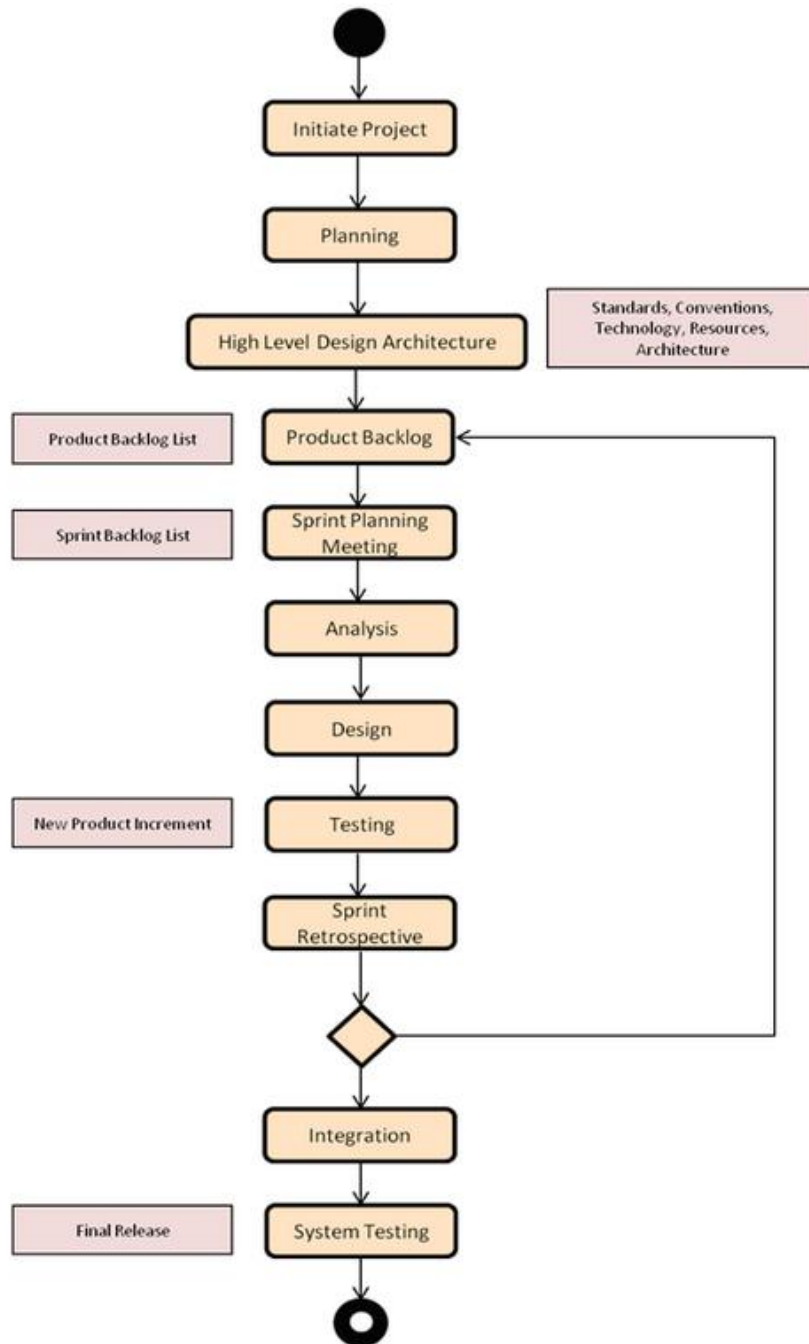 Initiate Project
Planning
High Level Design Architecture
Standards, Conventions,
Technology, Resources,
Architecture
Product Backlog List
Product Backlog
Sprint Backlog List
Sprint Planning
Meeting
Analysis
Design
New Product Increment
Testing
Sprint
Retrospective
Integration
Final Release
System Testing